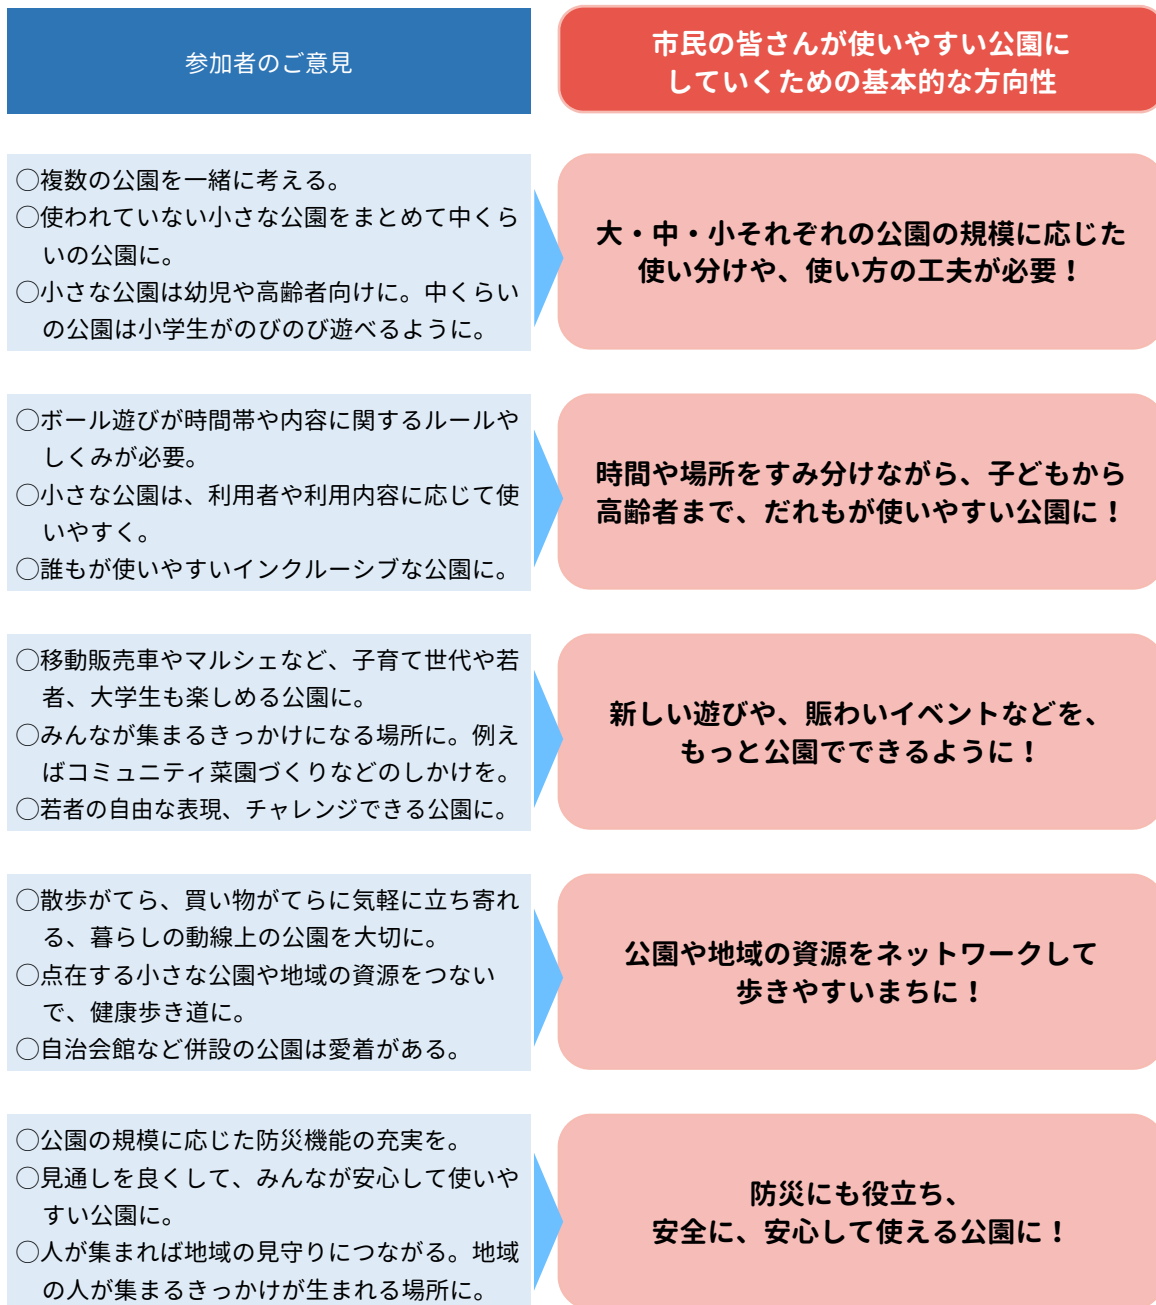 参加者のご意見
市民の皆さんが使いやすい公園に
していくための基本的な方向性
○複数の公園を一緒に考える。
○使われていない小さな公園をまとめて中くら
いの公園に。
○小さな公園は幼児や高齢者向けに。中くらい
の公園は小学生がのびのび遊べるように。
大・中・小それぞれの公園の規模に応じた
使い分けや、使い方の工夫が必要！
○ボール遊びが時間帯や内容に関するルールや
しくみが必要。
○小さな公園は、利用者や利用内容に応じて使
いやすく。
○誰もが使いやすいインクルーシブな公園に。
時間や場所をすみ分けながら、子どもから
高齢者まで、だれもが使いやすい公園に！
○移動販売車やマルシェなど、子育て世代や若
者、大学生も楽しめる公園に。
○みんなが集まるきっかけになる場所に。例え
ばコミュニティ菜園づくりなどのしかけを。
○若者の自由な表現、チャレンジできる公園に。
新しい遊びや、賑わいイベントなどを、
もっと公園でできるように！
○散歩がてら、買い物がてらに気軽に立ち寄れ
る、暮らしの動線上の公園を大切に。
○点在する小さな公園や地域の資源をつない
で、健康歩き道に。
○自治会館など併設の公園は愛着がある。
公園や地域の資源をネットワークして
歩きやすいまちに！
○公園の規模に応じた防災機能の充実を。
○見通しを良くして、みんなが安心して使いや
すい公園に。
○人が集まれば地域の見守りにつながる。地域
の人が集まるきっかけが生まれる場所に。
防災にも役立ち、
安全に、安心して使える公園に！